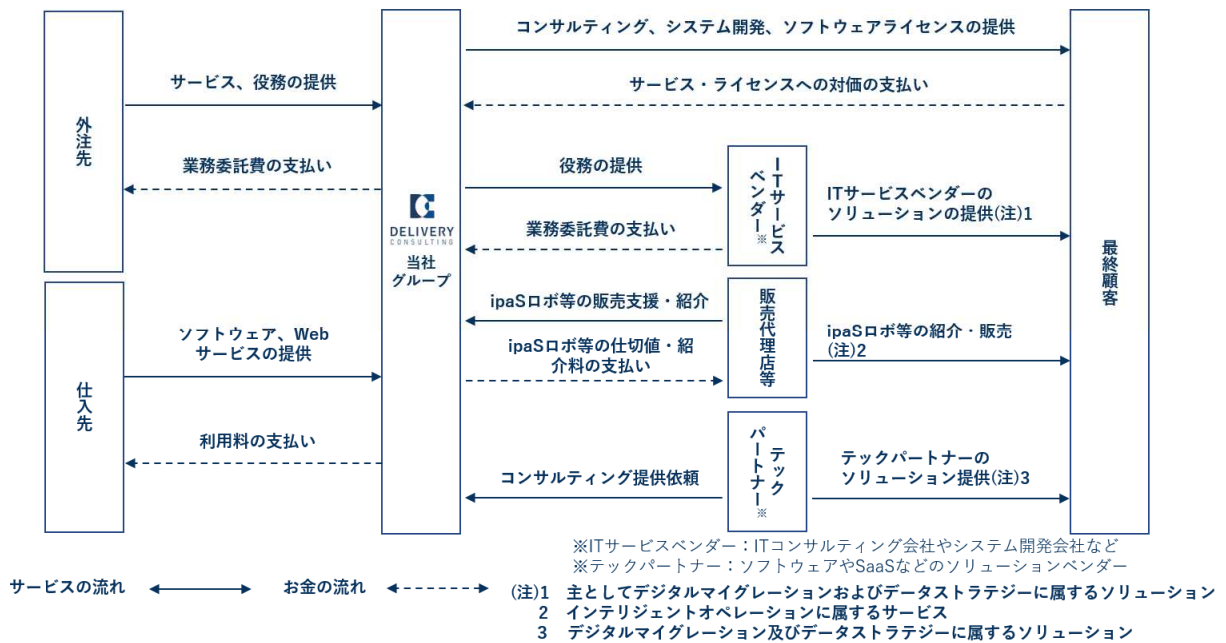 コンサルティング、システム開発、ソフトウェアライセンスの提供
サービス、役務の提供
サービス・ライセンスへの対価の支払い
外注先
業務委託費の支払い
役務の提供
ITサービス
ベンダー※
ITサービスベンダーの
ソリューションの提供(注)1
業務委託費の支払い
DELIVERY
CONSULTING
当社
グループ
最終顧客
ipaSロボ等の販売支援・紹介
販売代理店等
ipaSロボ等の紹介・販売
(注)2
ソフトウェア、Web
サービスの提供
ipaSロボ等の仕切値・紹
介料の支払い
仕入先
利用料の支払い
コンサルティング提供依頼
テック
パートナー※
テックパートナーの
ソリューション提供(注)3
※ITサービスベンダー：ITコンサルティング会社やシステム開発会社など
※テックパートナー：ソフトウェアやSaaSなどのソリューションベンダー
サービスの流れ
お金の流れ
(注)1 主としてデジタルマイグレーションおよびデータストラテジーに属するソリューション
2 インテリジェントオペレーションに属するサービス
3 デジタルマイグレーション及びデータストラテジーに属するソリューション